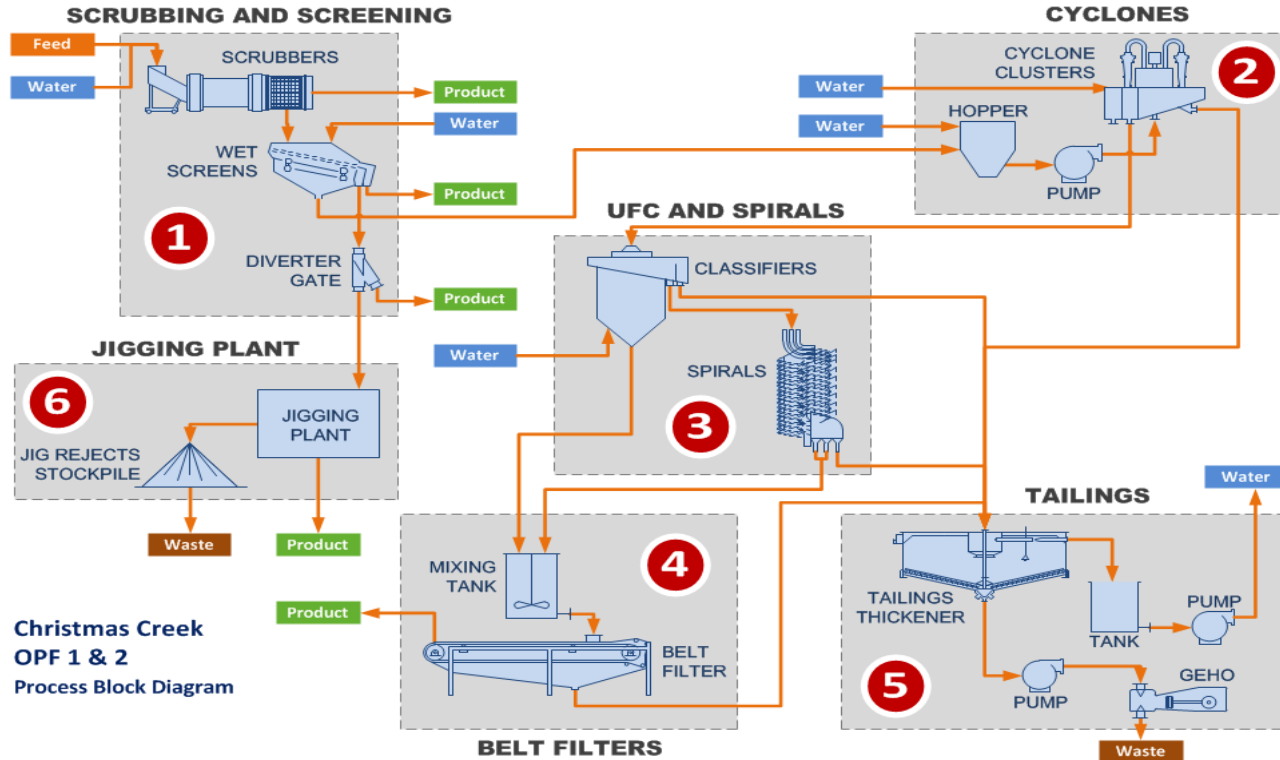 SCRUBBING AND SCREENING
Feed
Water
SCRUBBERS
Product
Water
WET
SCREENS
Product
1
DIVERTER
GATE
Product
CYCLONES
CYCLONE
CLUSTERS
2
Water
Water
HOPPER
PUMP
UFC AND SPIRALS
CLASSIFIERS
Water
SPIRALS
3
JIGGING PLANT
6
JIGGING
PLANT
JIG REJECTS
STOCKPILE
Waste
Product
4
MIXING
TANK
Product
BELT
FILTER
BELT FILTERS
TAILINGS
Water
TAILINGS
THICKENER
TANK
PUMP
5
PUMP
GEHO
Waste
Christmas Creek
OPF 1 & 2
Process Block Diagram